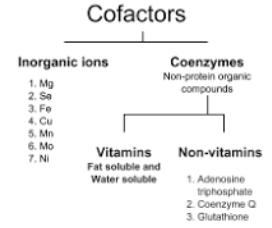 Cofactors
Inorganic ions
1. Mg
2. Se
3. Fe
4. Cu
5. Mn
6. Mo
7. Ni
Coenzymes
Non-protein organic
compounds
Vitamins
Fat soluble and
Water soluble
Non-vitamins
1. Adenosine
triphosphate
2. Coenzyme Q
3. Glutathione